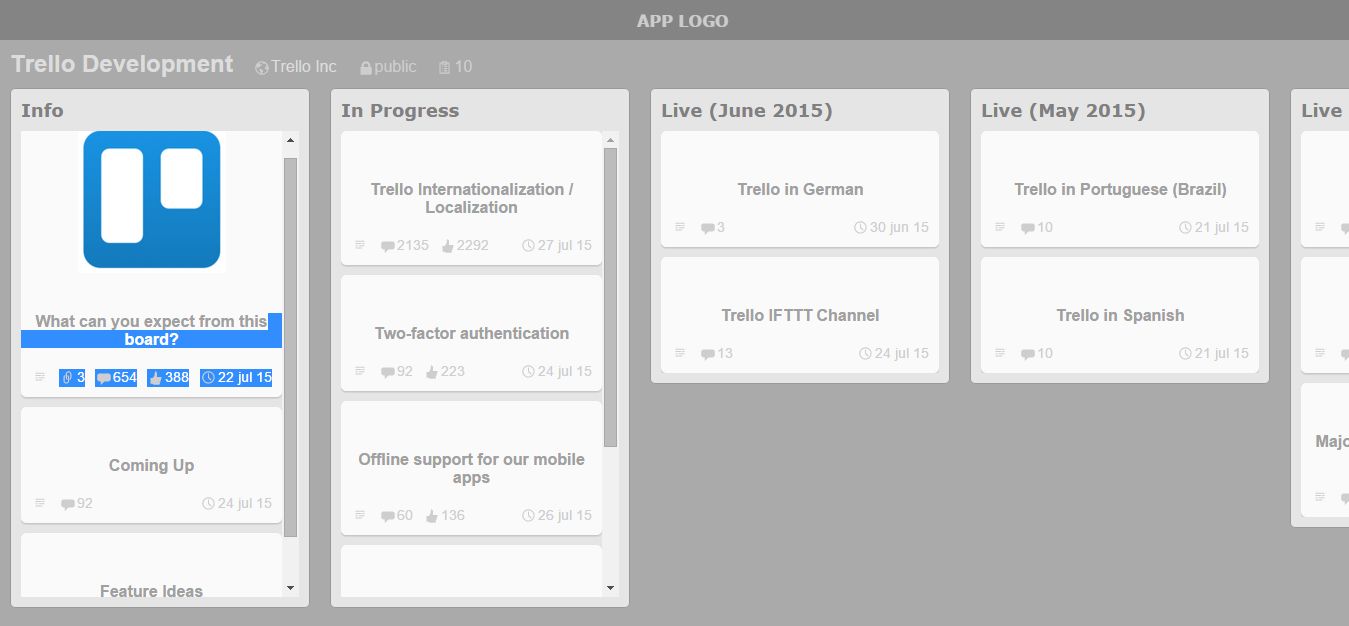 APP LOGO
Trello Development Trello Inc public 10
Info
What can you expect from this
board?
3 654 388 22 jul 15
Coming Up
92 24 jul 15
Feature Ideas
In Progress
Trello Internationalization /
Localization
2135 2292 27 jul 15
Two-factor authentication
92 223 24 jul 15
Offline support for our mobile
apps
60 136 26 jul 15
Live (June 2015)
Trello in German
3 30 jun 15
Trello IFTTT Channel
13 24 jul 15
Live (May 2015)
Trello in Portuguese (Brazil)
10 21 jul 15
Trello in Spanish
10 21 jul 15
Live